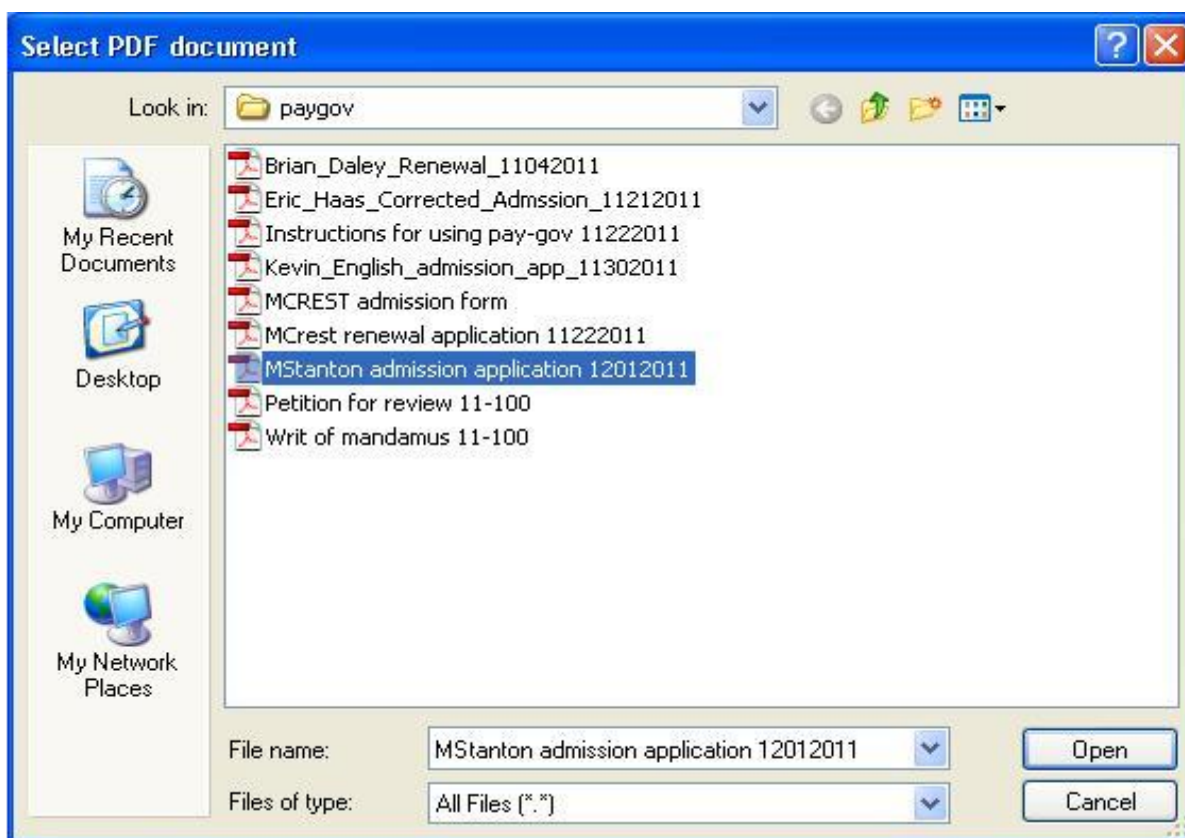 Select PDF document
Look in: paygov
My Recent
Documents
Desktop
My Computer
My Network
Places
Brian_Daley_Renewal_11042011
Eric_Haas_Corrected_Admssion_11212011
Instructions for using pay-gov 11222011
Kevin_English_admission_app_11302011
MCREST admission form
MCrest renewal application 11222011
MStanton admission application 12012011
Petition for review 11-100
Writ of mandamus 11-100
File name: MStanton admission application 12012011 Open
Files of type: All Files (*.*) Cancel